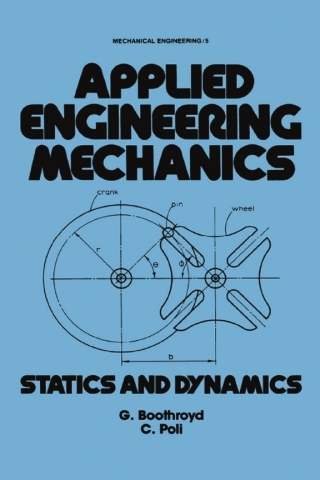 MECHANICAL ENGINEERING/5
APPLIED
ENGINEERING
MECHANICS
crank
pin
wheel
r
θ
φ
b
STATICS AND DYNAMICS
G. Boothroyd
C. Poli